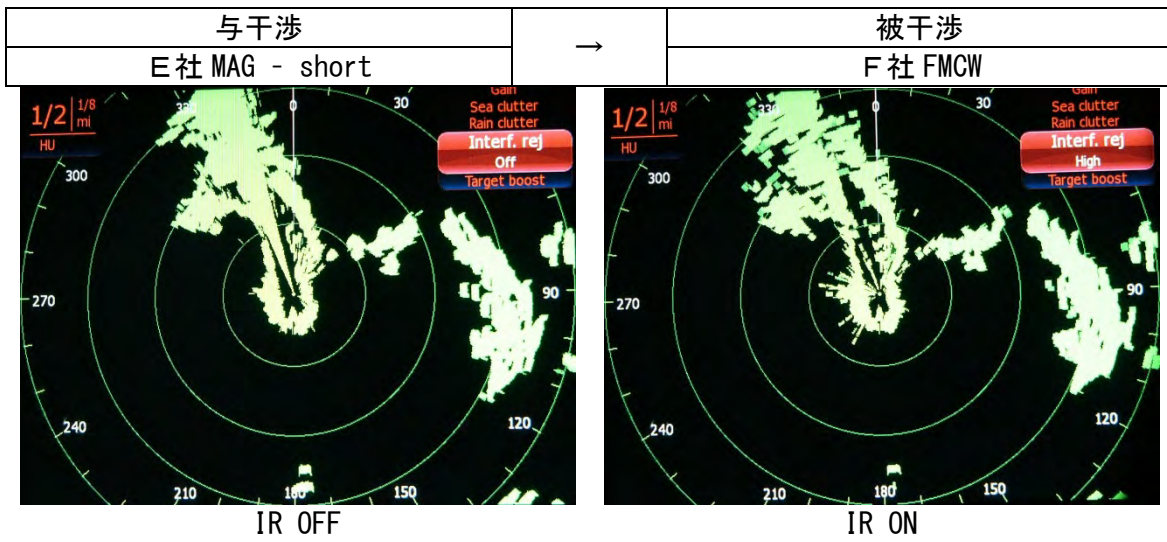 与干渉
→
被干渉
E社 MAG - short
F社 FMCW
1/2 1/8 mi
HU
Gain
Sea clutter
Rain clutter
Interf. rej
Off
Target boost
330
0
30
300
270
90
240
120
210
180
150
1/2 1/8 mi
HU
Sea clutter
Rain clutter
Interf. rej
High
Target boost
330
0
30
300
270
90
240
120
210
180
150
IR OFF
IR ON